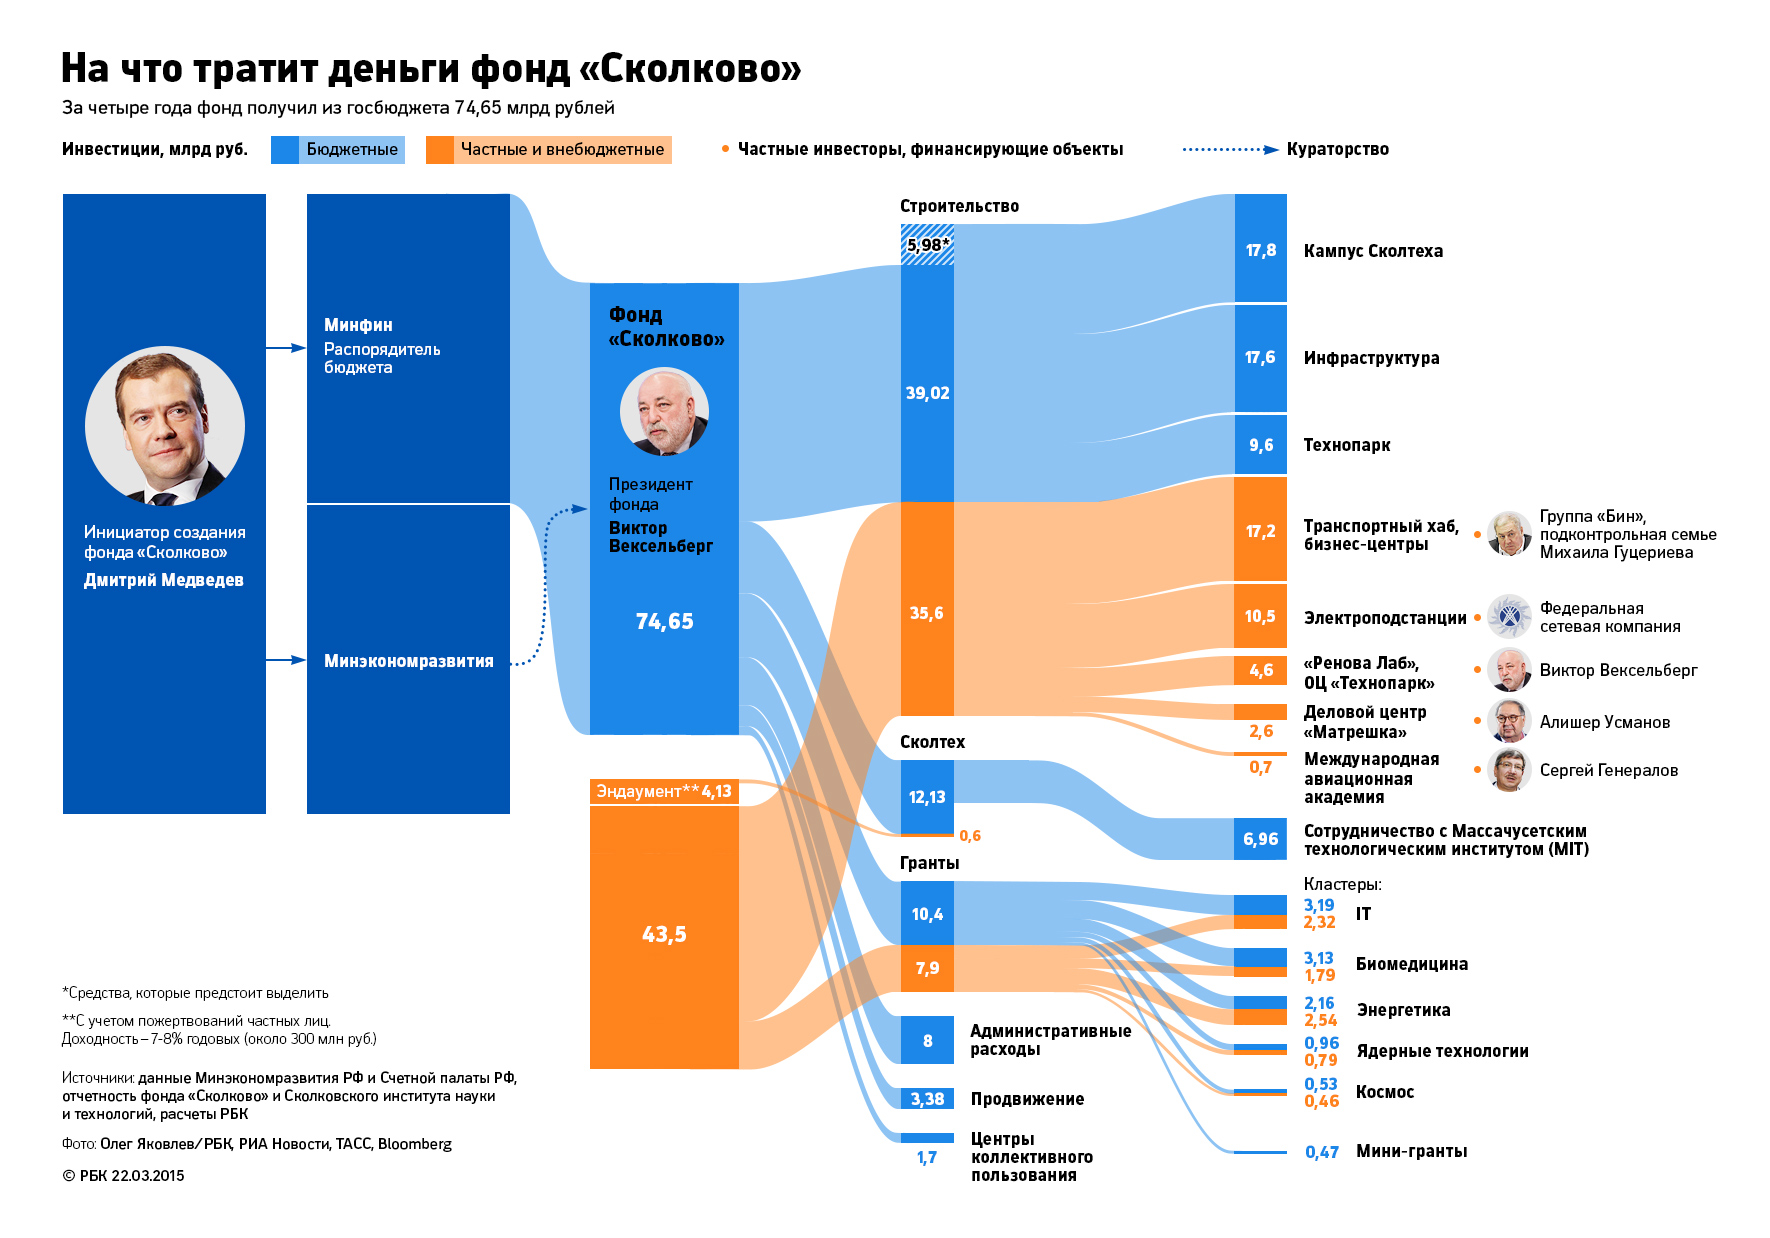 На что тратит деньги фонд «Сколково»
За четыре года фонд получил из госбюджета 74,65 млрд рублей
Инвестиции, млрд руб.
Бюджетные
Частные и внебюджетные
Частные инвесторы, финансирующие объекты
Кураторство
Инициатор создания
фонда «Сколково»
Дмитрий Медведев
Минфин
Распорядитель
бюджета
Минэкономразвития
Фонд
«Сколково»
Президент
фонда
Виктор
Вексельберг
74,65
Эндаумент** 4,13
43,5
Строительство
5,98*
39,02
35,6
Сколтех
12,13
0,6
Гранты
10,4
7,9
8
Административные
расходы
3,38
Продвижение
1,7
Центры
коллективного
пользования
17,8
Кампус Сколтеха
17,6
Инфраструктура
9,6
Технопарк
17,2
Транспортный хаб,
бизнес-центры
Группа «Бин»,
подконтрольная семье
Михаила Гуцериева
10,5
Электроподстанции
Федеральная
сетевая компания
4,6
«Ренова Лаб»,
ОЦ «Технопарк»
Виктор Вексельберг
2,6
Деловой центр
«Матрешка»
Алишер Усманов
0,7
Международная
авиационная
академия
Сергей Генералов
6,96
Сотрудничество с Массачусетским
технологическим институтом (MIT)
Кластеры:
3,19
2,32
IT
3,13
1,79
Биомедицина
2,16
2,54
Энергетика
0,96
0,79
Ядерные технологии
0,53
0,46
Космос
0,47
Мини-гранты
*Средства, которые предстоит выделить
**С учетом пожертвований частных лиц.
Доходность – 7-8% годовых (около 300 млн руб.)
Источники: данные Минэкономразвития РФ и Счетной палаты РФ,
отчетность фонда «Сколково» и Сколковского института науки
и технологий, расчеты РБК
Фото: Олег Яковлев/РБК, РИА Новости, ТАСС, Bloomberg
© РБК 22.03.2015